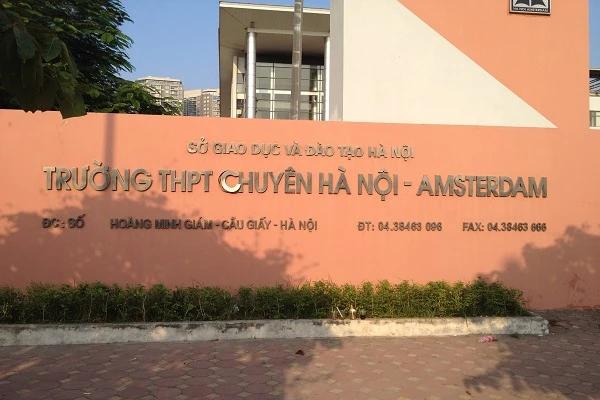 SỞ GIÁO DỤC VÀ ĐÀO TẠO HÀ NỘI
TRƯỜNG THPT CHUYÊN HÀ NỘI - AMSTERDAM
ĐC : SỐ HOÀNG MINH GIÁM - CẦU GIẤY - HÀ NỘI ĐT: 04.38463 096 FAX: 04.38463 666